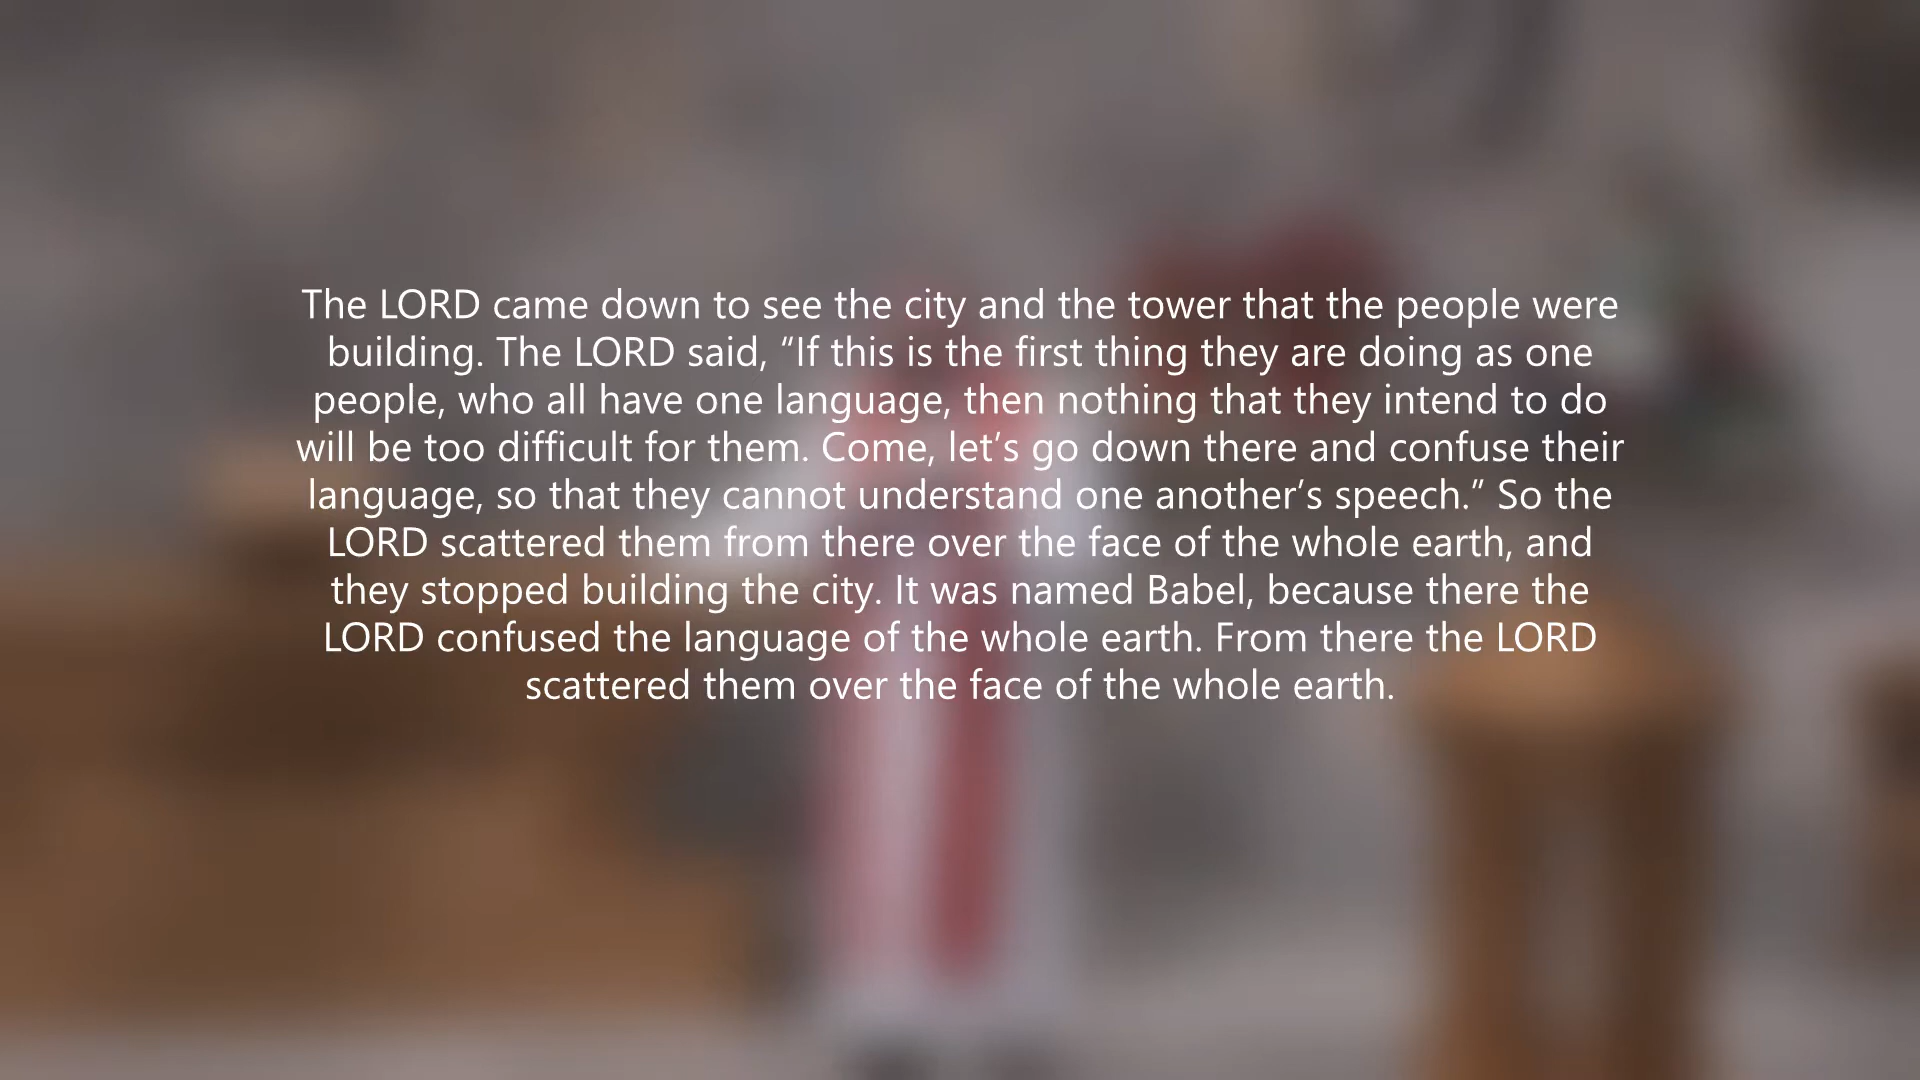 The LORD came down to see the city and the tower that the people were
building. The LORD said, “If this is the first thing they are doing as one
people, who all have one language, then nothing that they intend to do
will be too difficult for them. Come, let’s go down there and confuse their
language, so that they cannot understand one another’s speech.” So the
LORD scattered them from there over the face of the whole earth, and
they stopped building the city. It was named Babel, because there the
LORD confused the language of the whole earth. From there the LORD
scattered them over the face of the whole earth.